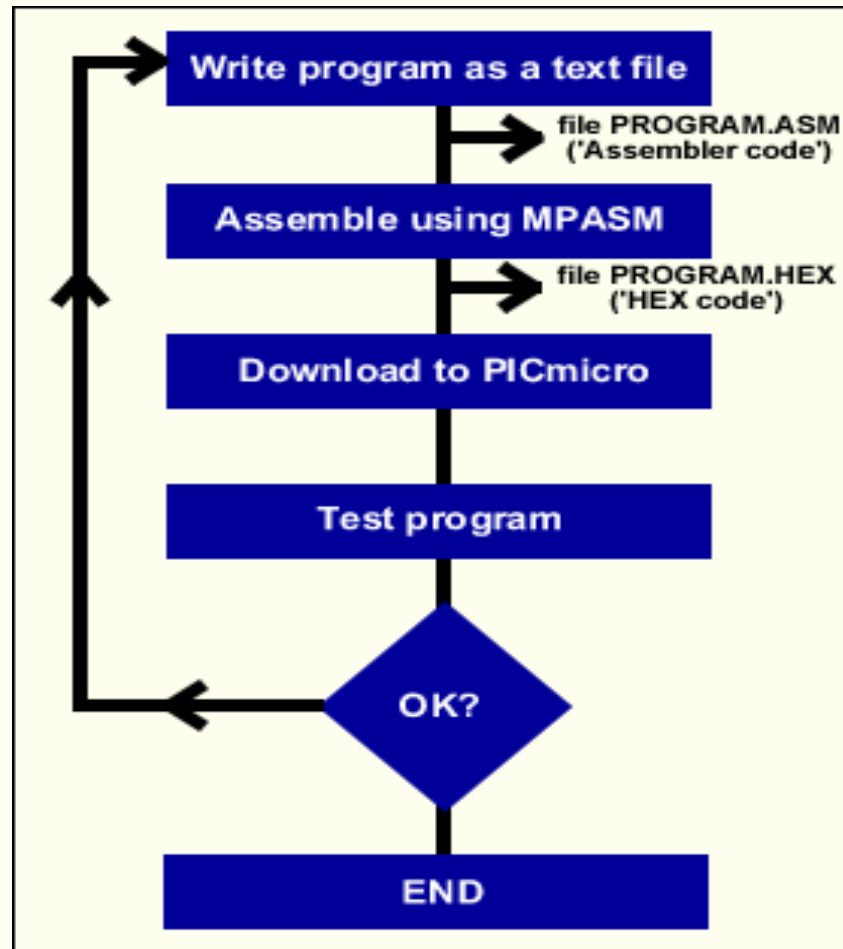 Write program as a text file
file PROGRAM.ASM
('Assembler code')
Assemble using MPASM
file PROGRAM.HEX
('HEX code')
Download to PICmicro
Test program
OK?
END